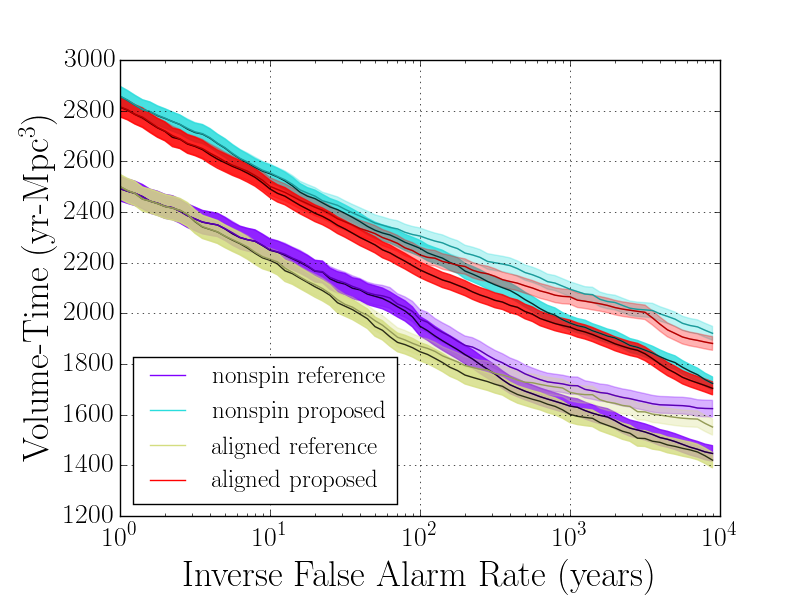 3000
2800
2600
2400
2200
2000
1800
1600
1400
1200
Volume-Time (yr-Mpc³)
nonspin reference
nonspin proposed
aligned reference
aligned proposed
10⁰ 10¹ 10² 10³ 10⁴
Inverse False Alarm Rate (years)